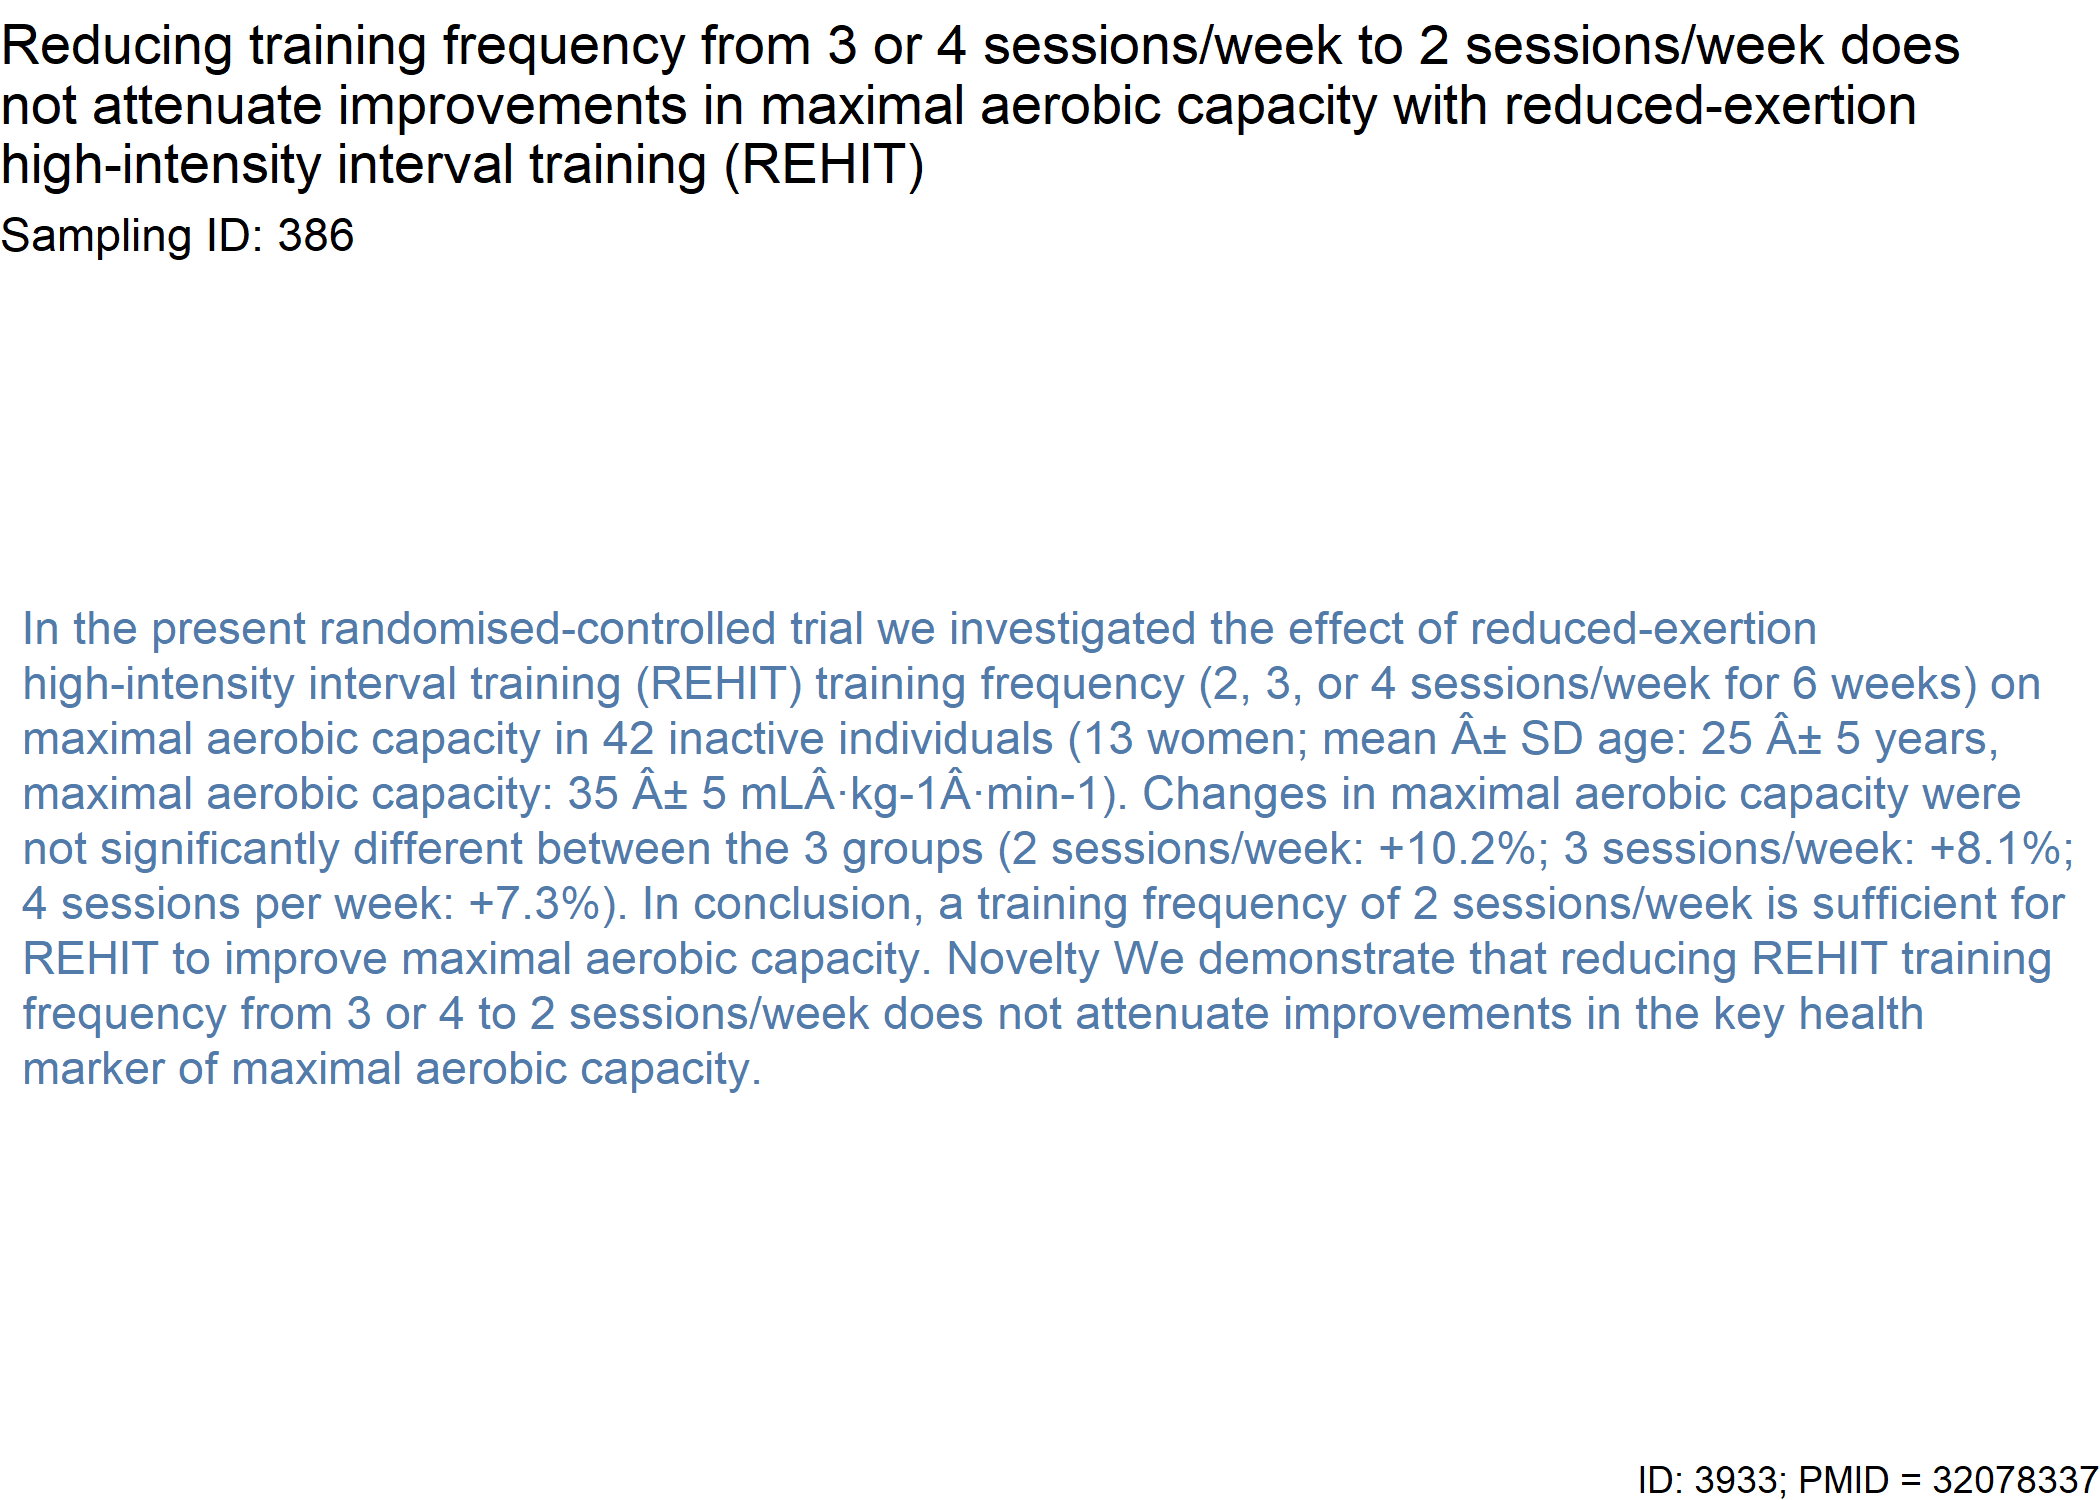 Reducing training frequency from 3 or 4 sessions/week to 2 sessions/week does
not attenuate improvements in maximal aerobic capacity with reduced-exertion
high-intensity interval training (REHIT)
Sampling ID: 386
In the present randomised-controlled trial we investigated the effect of reduced-exertion
high-intensity interval training (REHIT) training frequency (2, 3, or 4 sessions/week for 6 weeks) on
maximal aerobic capacity in 42 inactive individuals (13 women; mean Â± SD age: 25 Â± 5 years,
maximal aerobic capacity: 35 Â± 5 mLÂ·kg-1Â·min-1). Changes in maximal aerobic capacity were
not significantly different between the 3 groups (2 sessions/week: +10.2%; 3 sessions/week: +8.1%;
4 sessions per week: +7.3%). In conclusion, a training frequency of 2 sessions/week is sufficient for
REHIT to improve maximal aerobic capacity. Novelty We demonstrate that reducing REHIT training
frequency from 3 or 4 to 2 sessions/week does not attenuate improvements in the key health
marker of maximal aerobic capacity.
ID: 3933; PMID = 32078337